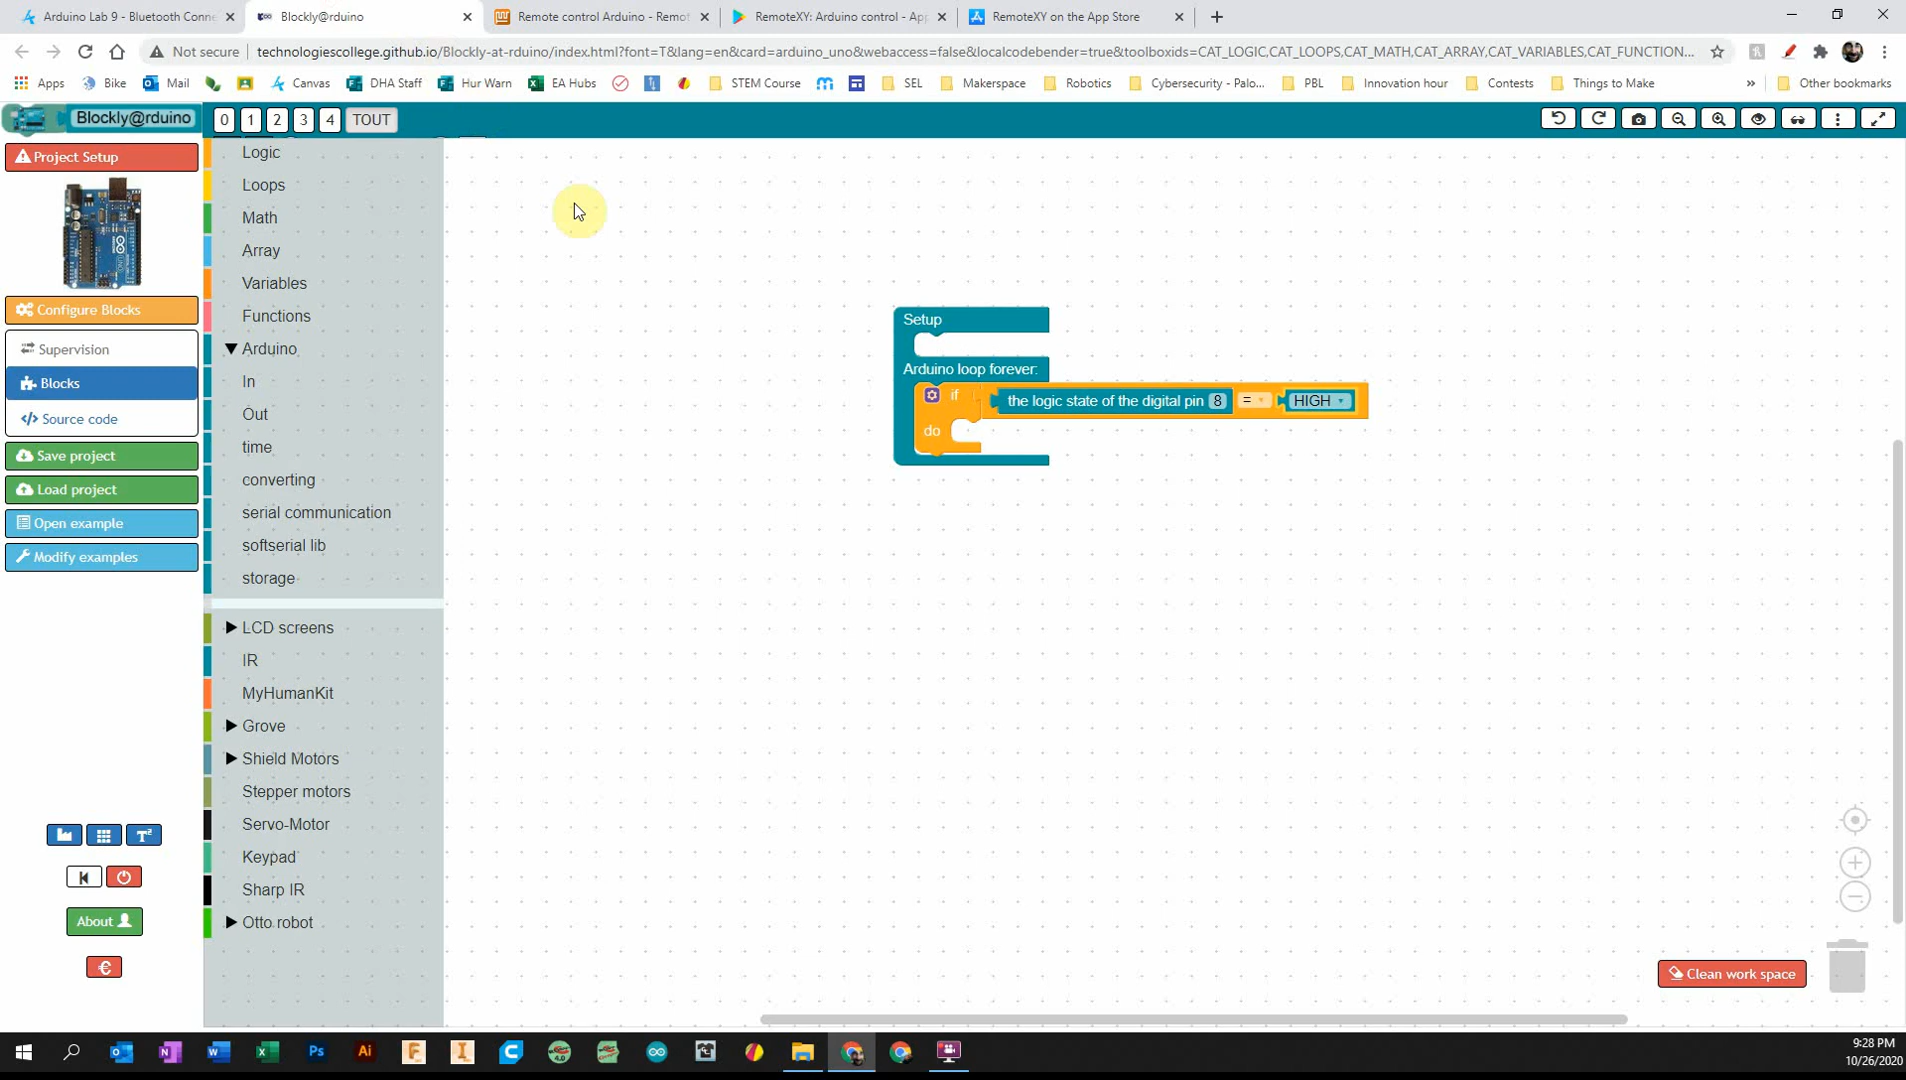 Arduino Lab 9 - Bluetooth Conne
Blockly@rduino
Remote control Arduino - Remot
RemoteXY: Arduino control - App
RemoteXY on the App Store
Not secure
technologiescollege.github.io/Blockly-at-rduino/index.html?font=T&lang=en&card=arduino_uno&webaccess=false&localcodebender=true&toolboxids=CAT_LOGIC,CAT_LOOPS,CAT_MATH,CAT_ARRAY,CAT_VARIABLES,CAT_FUNCTION...
Apps
Bike
Mail
Canvas
DHA Staff
Hur Warn
EA Hubs
STEM Course
SEL
Makerspace
Robotics
Cybersecurity - Palo...
PBL
Innovation hour
Contests
Things to Make
»
Other bookmarks
Blockly@rduino
0
1
2
3
4
TOUT
Project Setup
Configure Blocks
Supervision
Blocks
Source code
Save project
Load project
Open example
Modify examples
About
€
Logic
Loops
Math
Array
Variables
Functions
Arduino
In
Out
time
converting
serial communication
softserial lib
storage
LCD screens
IR
MyHumanKit
Grove
Shield Motors
Stepper motors
Servo-Motor
Keypad
Sharp IR
Otto robot
Setup
Arduino loop forever:
if the logic state of the digital pin 8 = HIGH
do
Clean work space
9:28 PM
10/26/2020